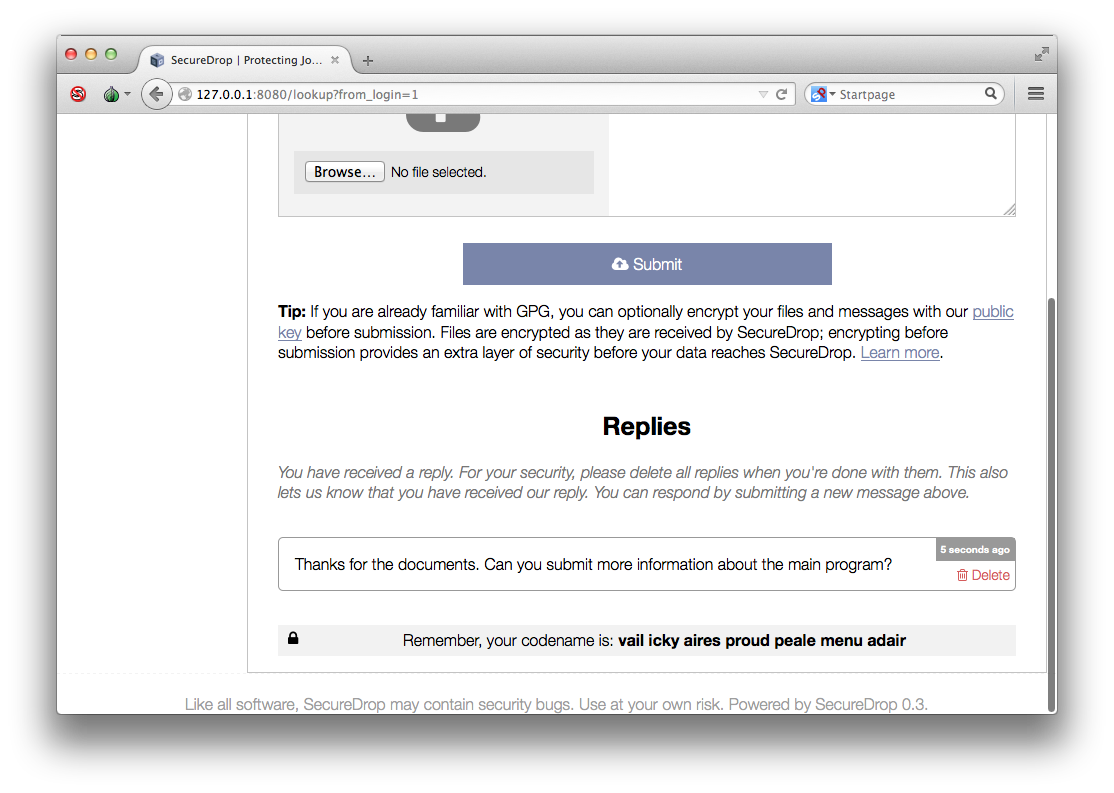 SecureDrop | Protecting Jo...
127.0.0.1:8080/lookup?from_login=1
Startpage
Browse... No file selected.
Submit
Tip: If you are already familiar with GPG, you can optionally encrypt your files and messages with our public
key before submission. Files are encrypted as they are received by SecureDrop; encrypting before
submission provides an extra layer of security before your data reaches SecureDrop. Learn more.
Replies
You have received a reply. For your security, please delete all replies when you're done with them. This also
lets us know that you have received our reply. You can respond by submitting a new message above.
5 seconds ago
Thanks for the documents. Can you submit more information about the main program?
Delete
Remember, your codename is: vail icky aires proud peale menu adair
Like all software, SecureDrop may contain security bugs. Use at your own risk. Powered by SecureDrop 0.3.